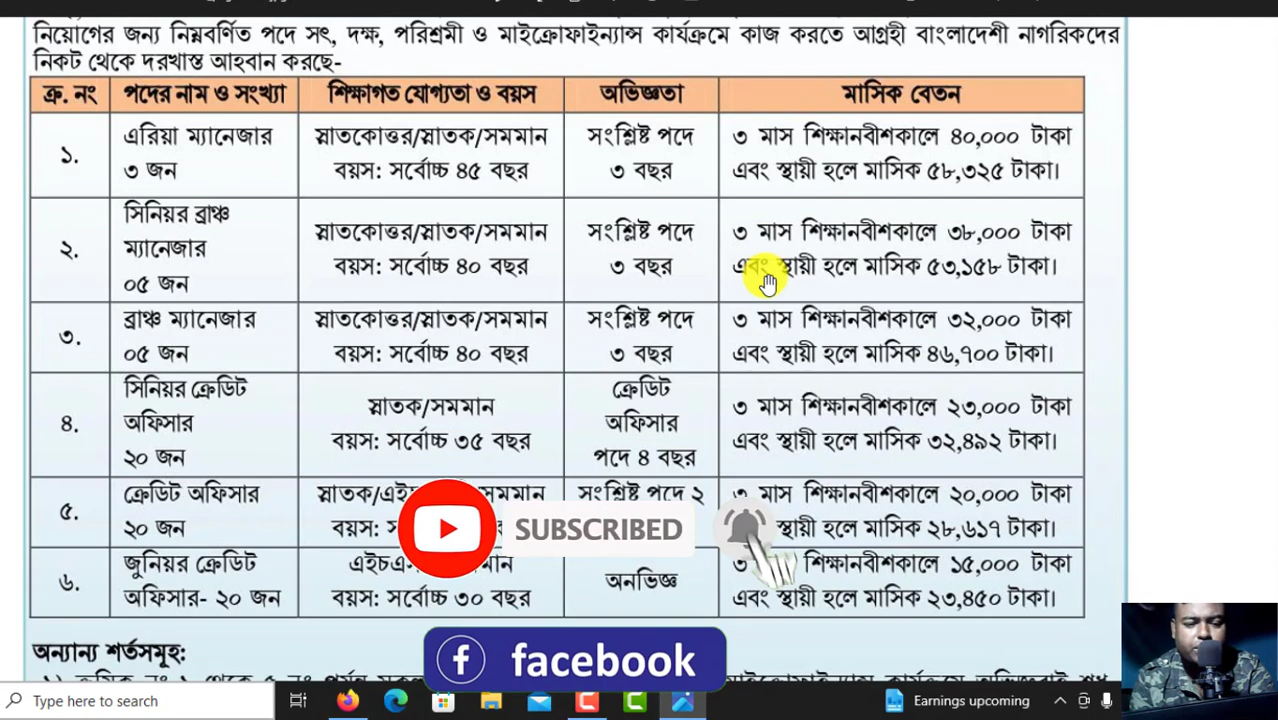 নিয়োগের জন্য নিম্নবর্ণিত পদে সৎ, দক্ষ, পরিশ্রমী ও মাইক্রোফাইন্যান্স কার্যক্রমে কাজ করতে আগ্রহী বাংলাদেশী নাগরিকদের
নিকট থেকে দরখাস্ত আহবান করছে-
ক্র. নং পদের নাম ও সংখ্যা শিক্ষাগত যোগ্যতা ও বয়স অভিজ্ঞতা মাসিক বেতন
১. এরিয়া ম্যানেজার স্নাতকোত্তর/স্নাতক/সমমান সংশ্লিষ্ট পদে ৩ মাস শিক্ষানবীশকালে ৪০,০০০ টাকা
৩ জন বয়স: সর্বোচ্চ ৪৫ বছর ৩ বছর এবং স্থায়ী হলে মাসিক ৫৮,৩২৫ টাকা।
২. সিনিয়র ব্রাঞ্চ
ম্যানেজার স্নাতকোত্তর/স্নাতক/সমমান সংশ্লিষ্ট পদে ৩ মাস শিক্ষানবীশকালে ৩৮,০০০ টাকা
০৫ জন বয়স: সর্বোচ্চ ৪০ বছর ৩ বছর এবং স্থায়ী হলে মাসিক ৫৩,১৫৮ টাকা।
৩. ব্রাঞ্চ ম্যানেজার স্নাতকোত্তর/স্নাতক/সমমান সংশ্লিষ্ট পদে ৩ মাস শিক্ষানবীশকালে ৩২,০০০ টাকা
০৫ জন বয়স: সর্বোচ্চ ৪০ বছর ৩ বছর এবং স্থায়ী হলে মাসিক ৪৬,৭০০ টাকা।
৪. সিনিয়র ক্রেডিট স্নাতক/সমমান ক্রেডিট ৩ মাস শিক্ষানবীশকালে ২৩,০০০ টাকা
অফিসার বয়স: সর্বোচ্চ ৩৫ বছর অফিসার এবং স্থায়ী হলে মাসিক ৩২,৪৯২ টাকা।
২০ জন পদে ৪ বছর
৫. ক্রেডিট অফিসার সংশ্লিষ্ট পদে ২ ৩ মাস শিক্ষানবীশকালে ২০,০০০ টাকা
২০ জন বয়স: স্থায়ী হলে মাসিক ২৮,৬১৭ টাকা।
SUBSCRIBED
৬. জুনিয়র ক্রেডিট অনভিজ্ঞ ৩ শিক্ষানবীশকালে ১৫,০০০ টাকা
অফিসার- ২০ জন বয়স: সর্বোচ্চ ৩০ বছর এবং স্থায়ী হলে মাসিক ২৩,৪৫০ টাকা।
অন্যান্য শর্তসমূহ:
facebook
Type here to search
Earnings upcoming